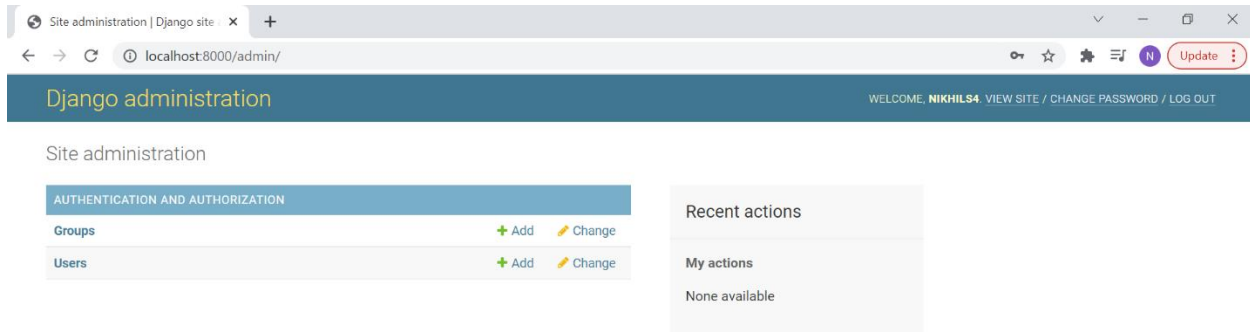 Site administration | Django site
localhost:8000/admin/
N
Update
Django administration
WELCOME, NIKHILS4. VIEW SITE / CHANGE PASSWORD / LOG OUT
Site administration
AUTHENTICATION AND AUTHORIZATION
Groups
Add
Change
Users
Add
Change
Recent actions
My actions
None available